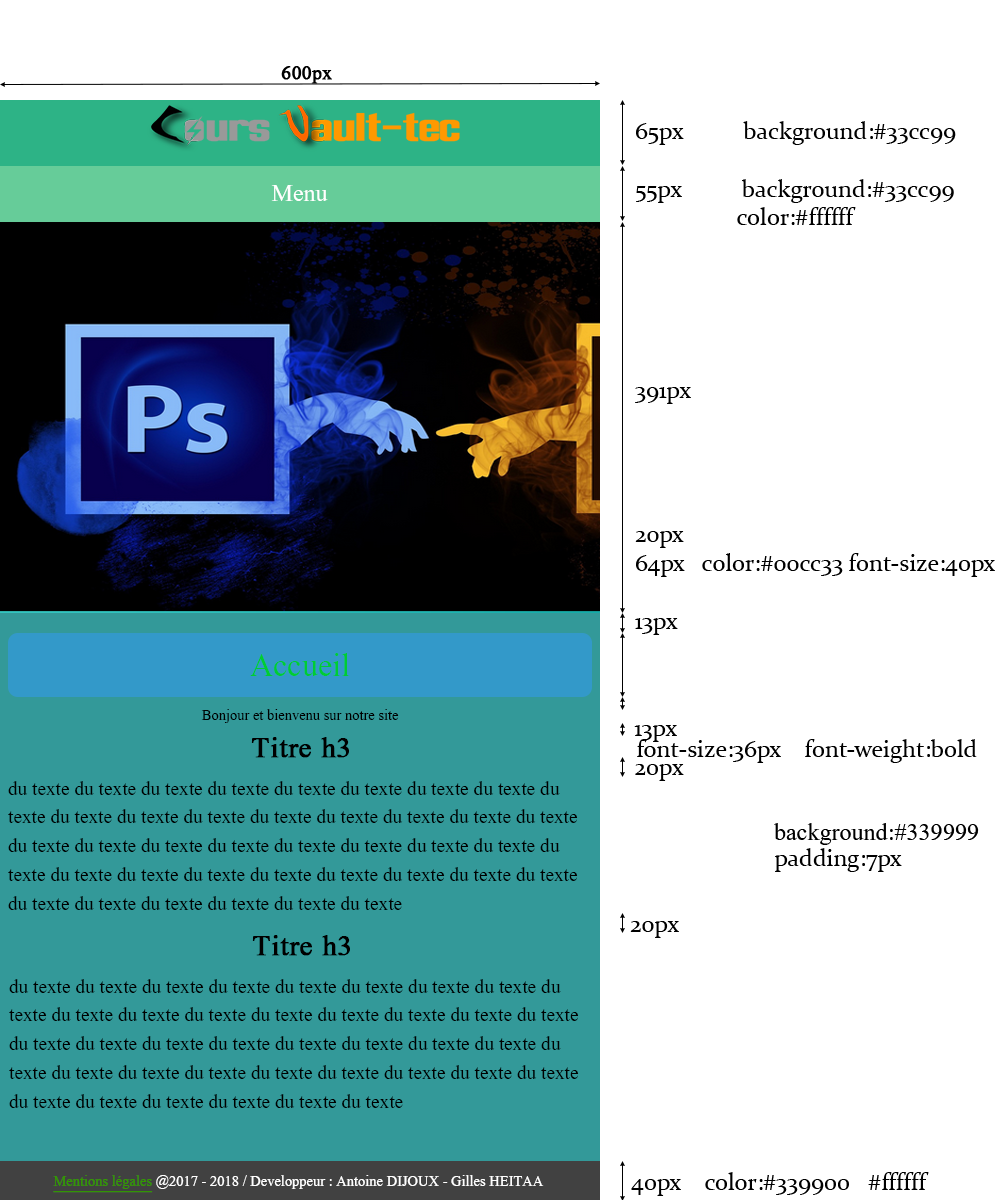 600px
Cours Vault-tec
65px background:#33cc99
Menu
55px background:#33cc99
color:#ffffff
Ps
391px
20px
64px color:#00cc33 font-size:40px
13px
Accueil
Bonjour et bienvenu sur notre site
13px
Titre h3
font-size:36px font-weight:bold
20px
du texte du texte du texte du texte du texte du texte du texte du texte du
texte du texte du texte du texte du texte du texte du texte du texte du texte
background:#339999
du texte du texte du texte du texte du texte du texte du texte du texte du
padding:7px
texte du texte du texte du texte du texte du texte du texte du texte du texte
du texte du texte du texte du texte du texte du texte
20px
Titre h3
du texte du texte du texte du texte du texte du texte du texte du texte du
texte du texte du texte du texte du texte du texte du texte du texte du texte
du texte du texte du texte du texte du texte du texte du texte du texte du
texte du texte du texte du texte du texte du texte du texte du texte du texte
du texte du texte du texte du texte du texte du texte
Mentions légales @2017 - 2018 / Developpeur : Antoine DIJOUX - Gilles HEITAA
40px color:#339900 #ffffff